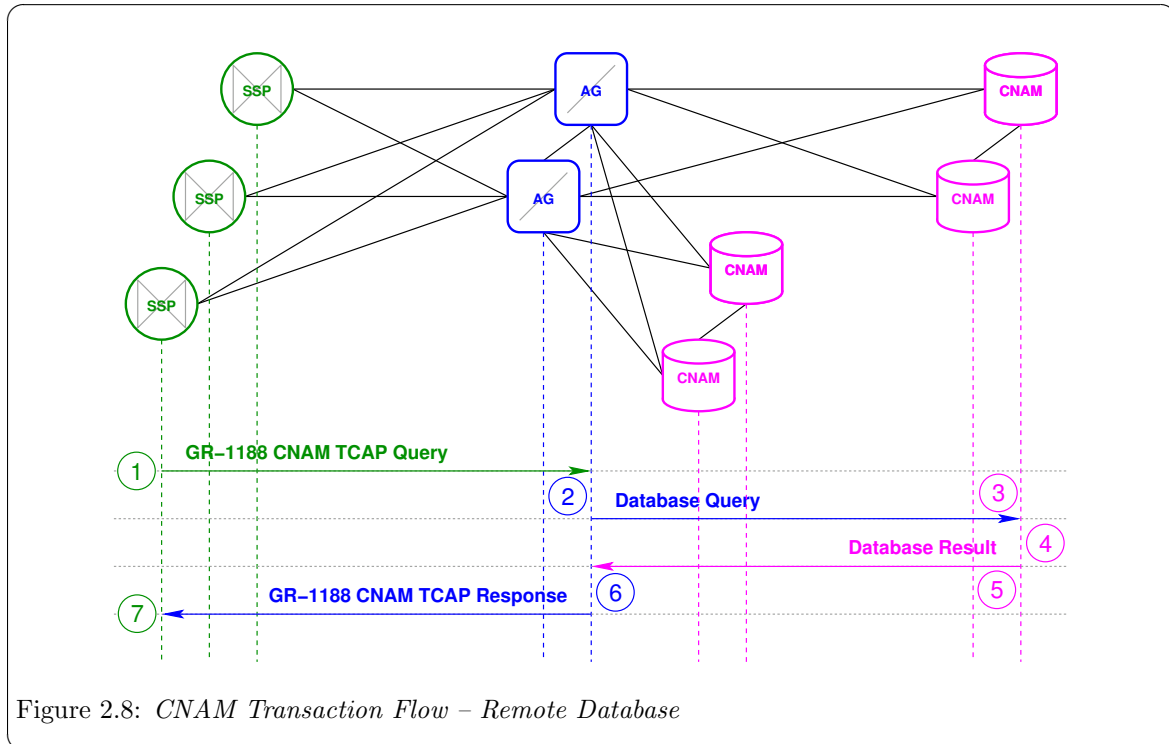 SSP
AG
CNAM
SSP
AG
CNAM
CNAM
SSP
CNAM
GR−1188 CNAM TCAP Query
1
2
3
Database Query
Database Result
4
5
6
GR−1188 CNAM TCAP Response
7
Figure 2.8: CNAM Transaction Flow – Remote Database